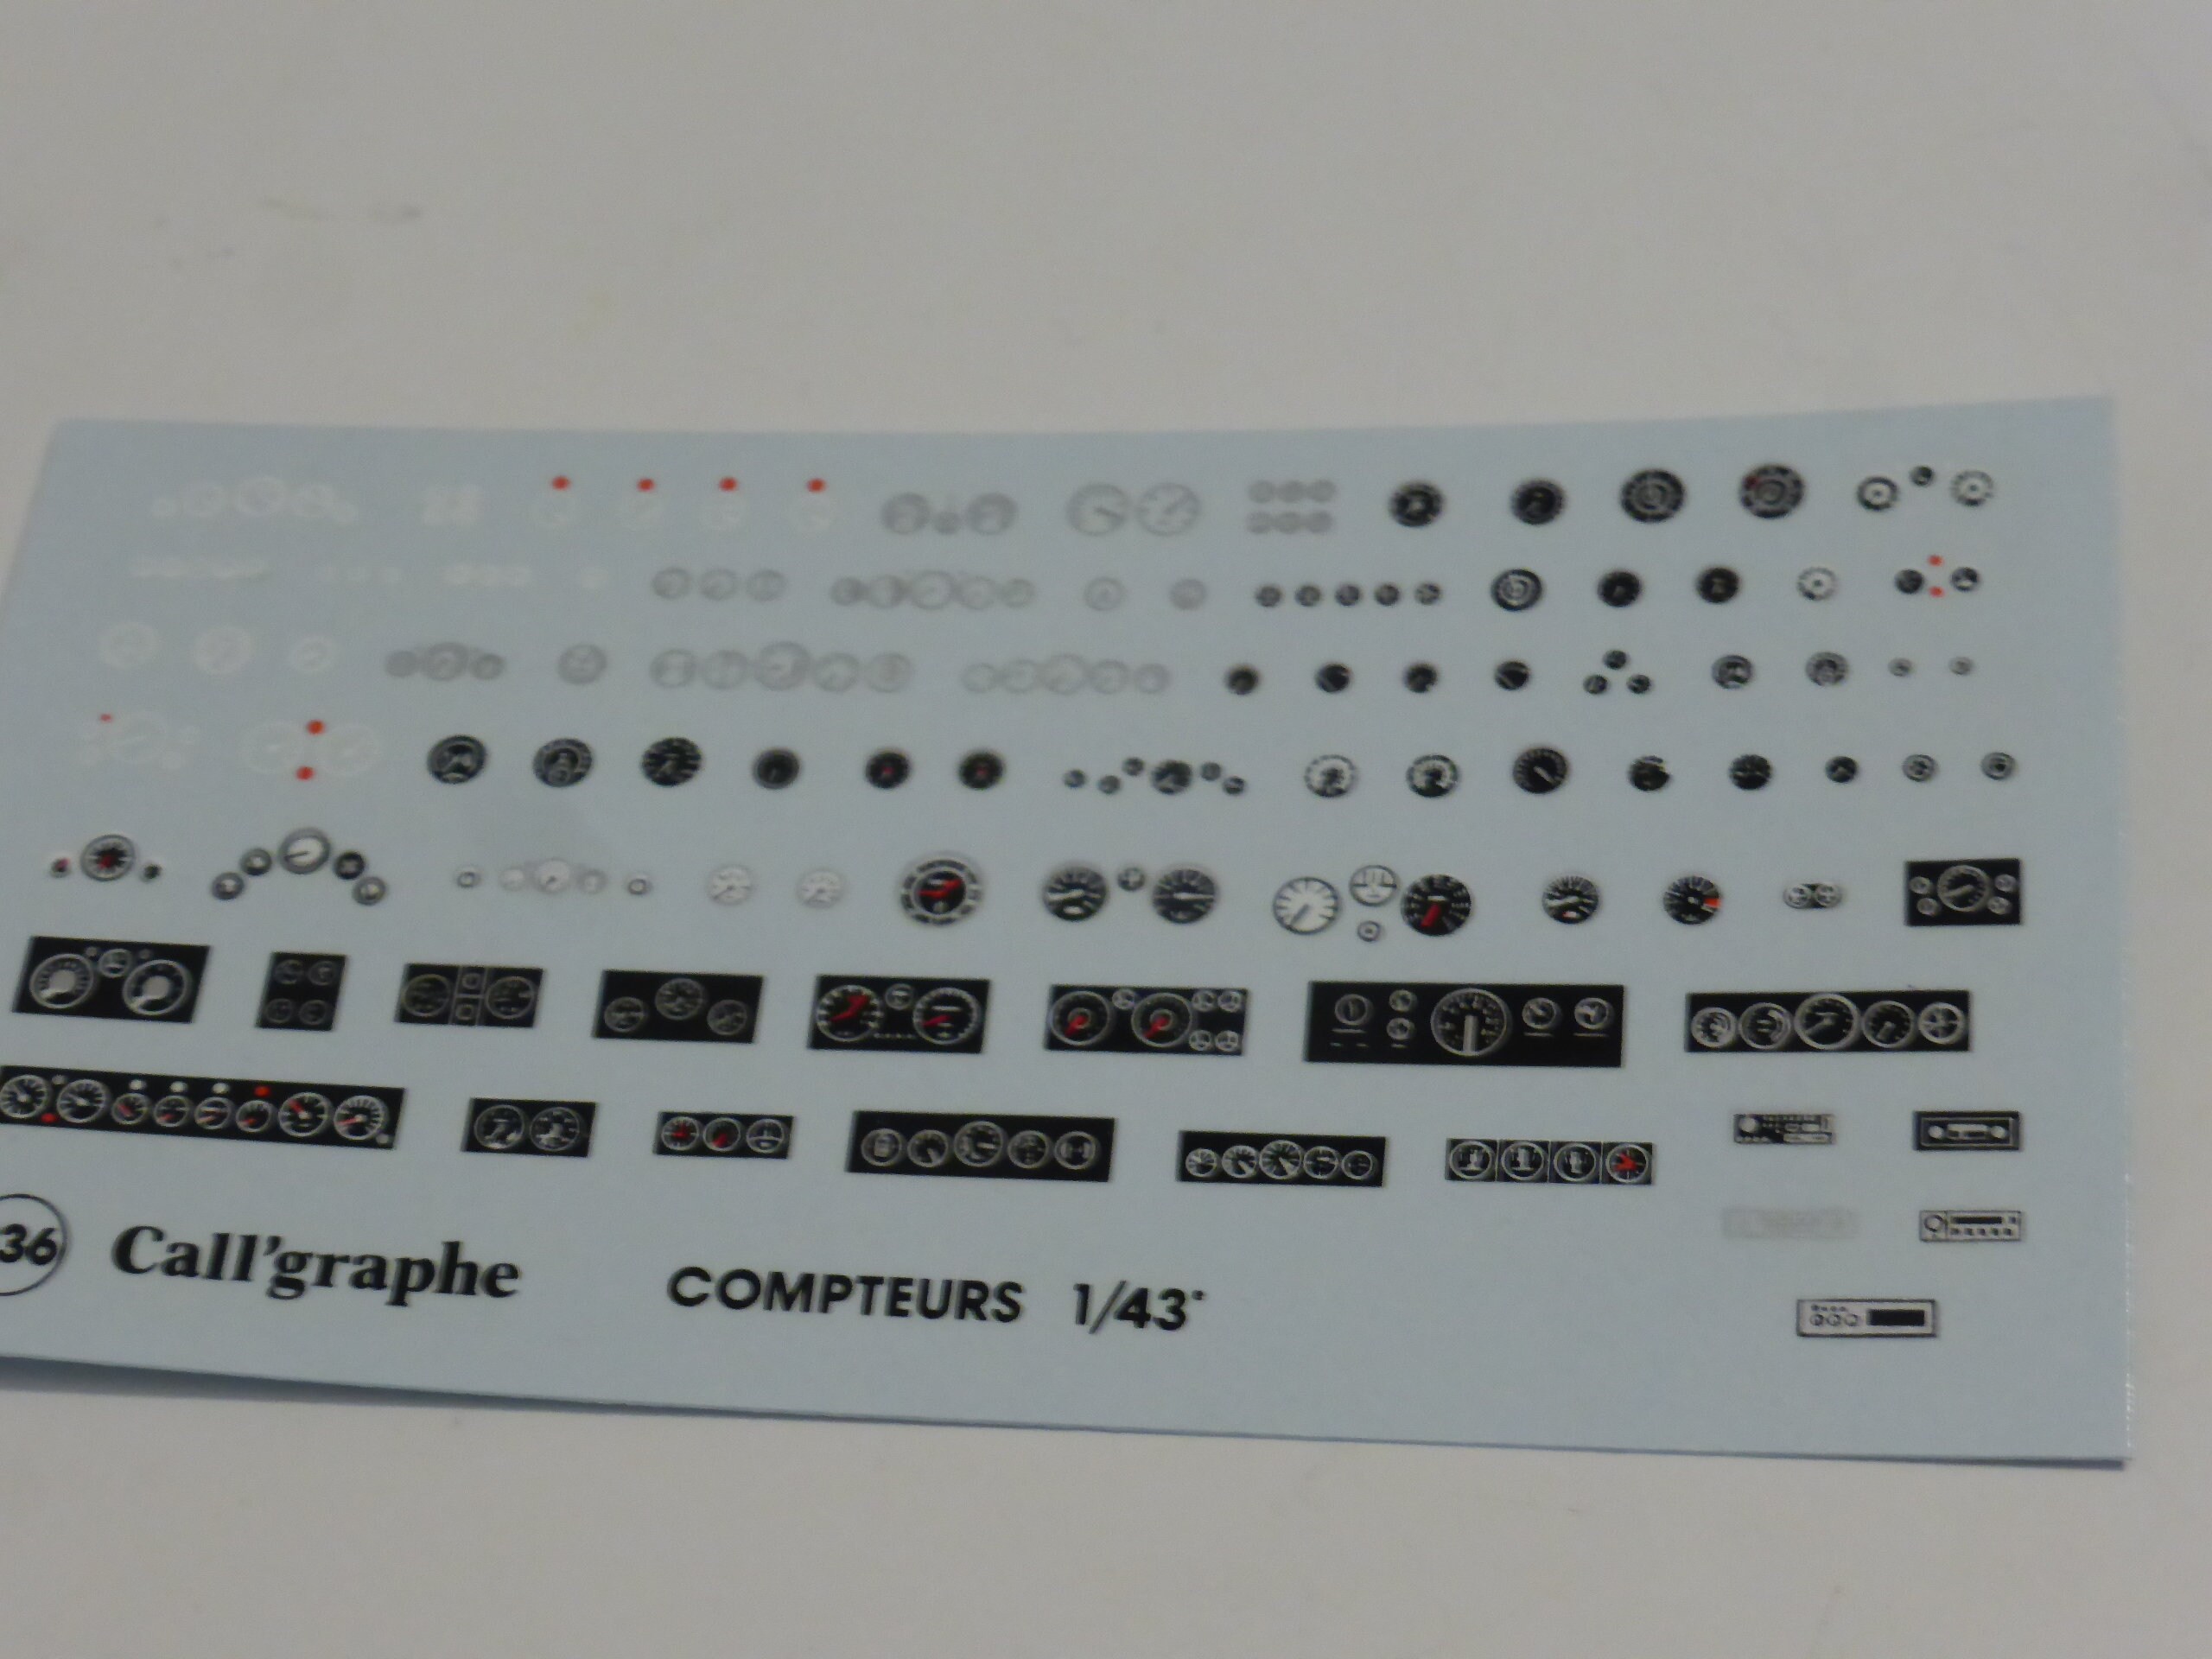 36 Call'graphe COMPTEURS 1/43°